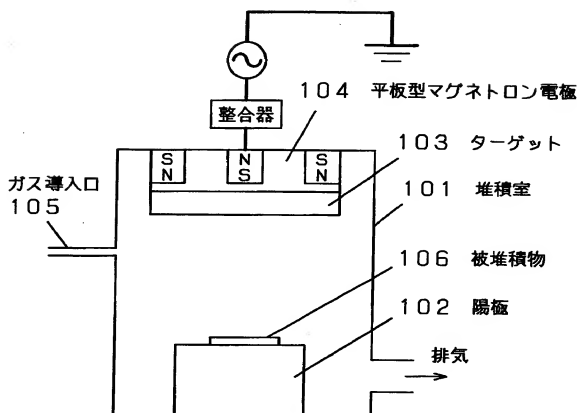 104 平板型マグネトロン電極
整合器
103 ターゲット
S N S
N S N
ガス導入口
105
101 堆積室
106 被堆積物
102 陽極
排気